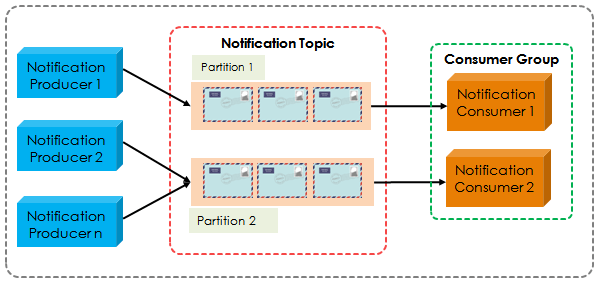 Notification Topic
Partition 1
Consumer Group
Notification
Producer 1
Notification
Consumer 1
Notification
Producer 2
Notification
Consumer 2
Notification
Producer n
Partition 2